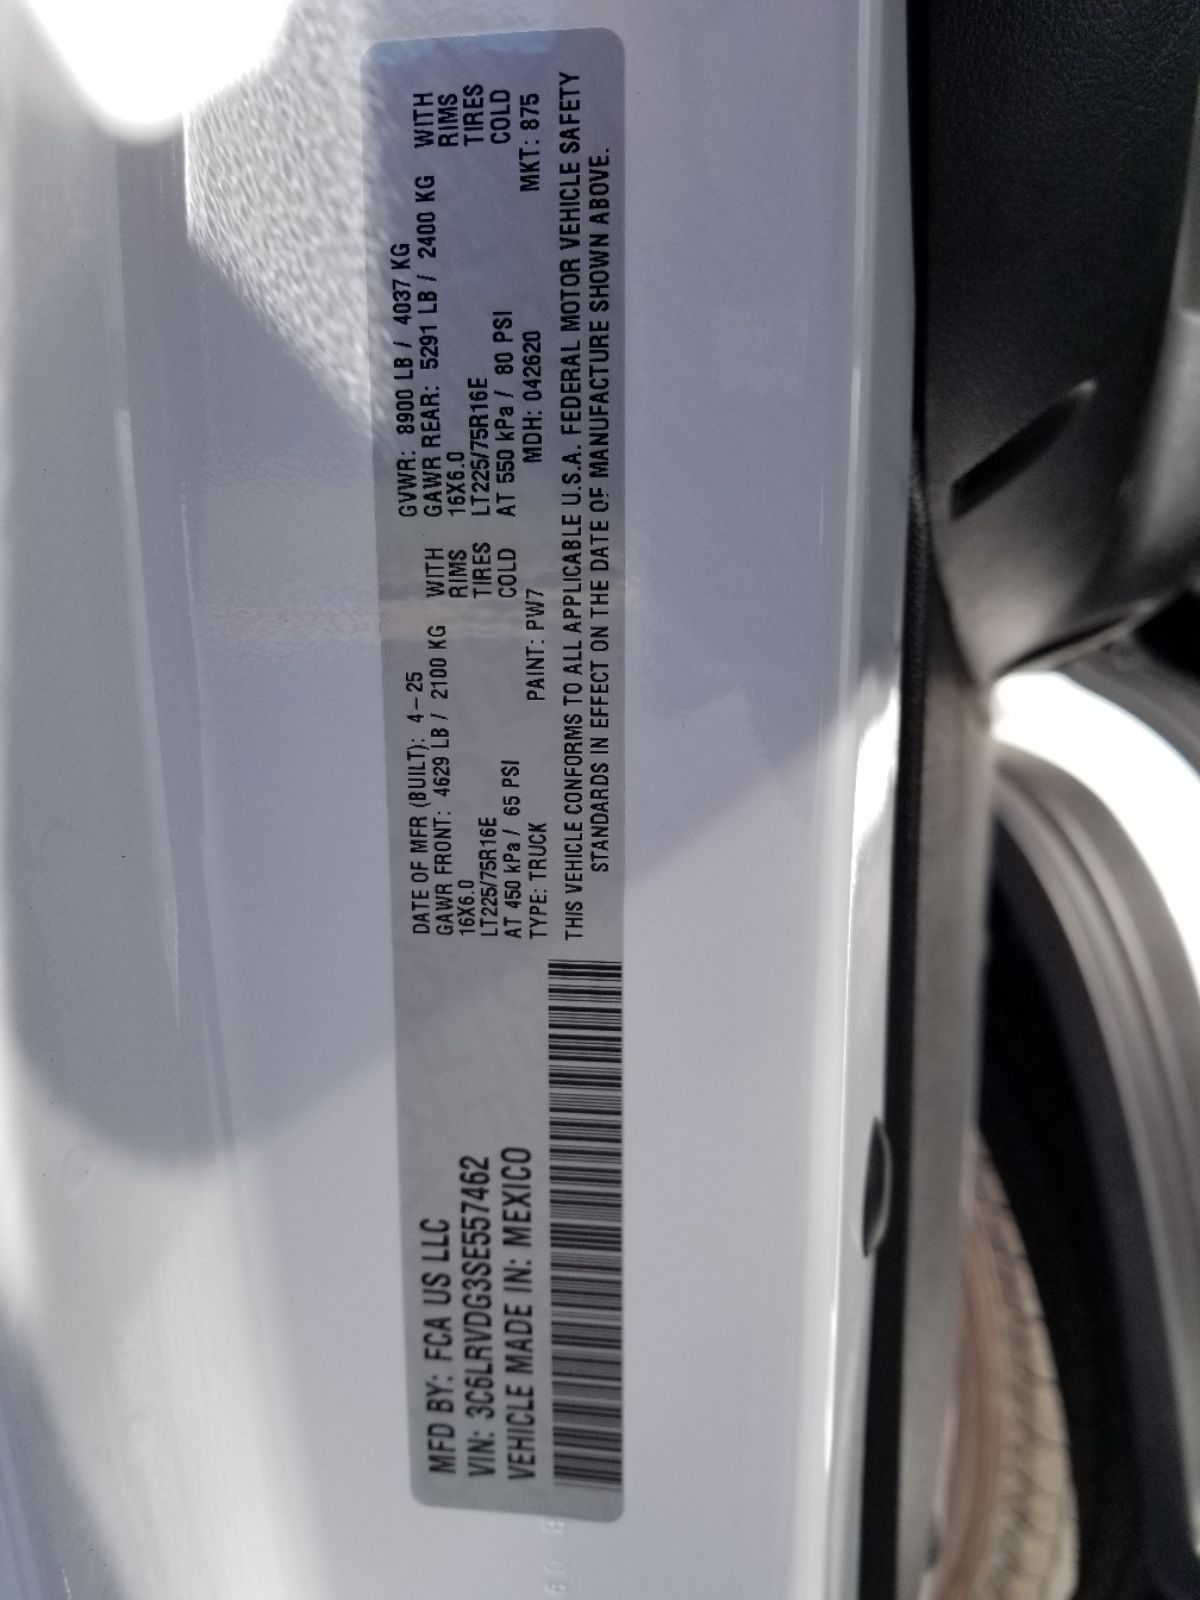 MFD BY: FCA US LLC
VIN: 3C6LRVDG3SE557462
VEHICLE MADE IN: MEXICO
DATE OF MFR (BUILT): 4-25 GVWR: 8900 LB / 4037 KG
GAWR FRONT: 4629 LB / 2100 KG WITH GAWR REAR: 5291 LB / 2400 KG WITH
16X6.0 RIMS 16X6.0 RIMS
LT225/75R16E TIRES LT225/75R16E TIRES
AT 450 kPa / 65 PSI COLD AT 550 kPa / 80 PSI COLD
TYPE: TRUCK PAINT: PW7 MDH: 042620 MKT: 875
THIS VEHICLE CONFORMS TO ALL APPLICABLE U.S.A. FEDERAL MOTOR VEHICLE SAFETY
STANDARDS IN EFFECT ON THE DATE OF MANUFACTURE SHOWN ABOVE.